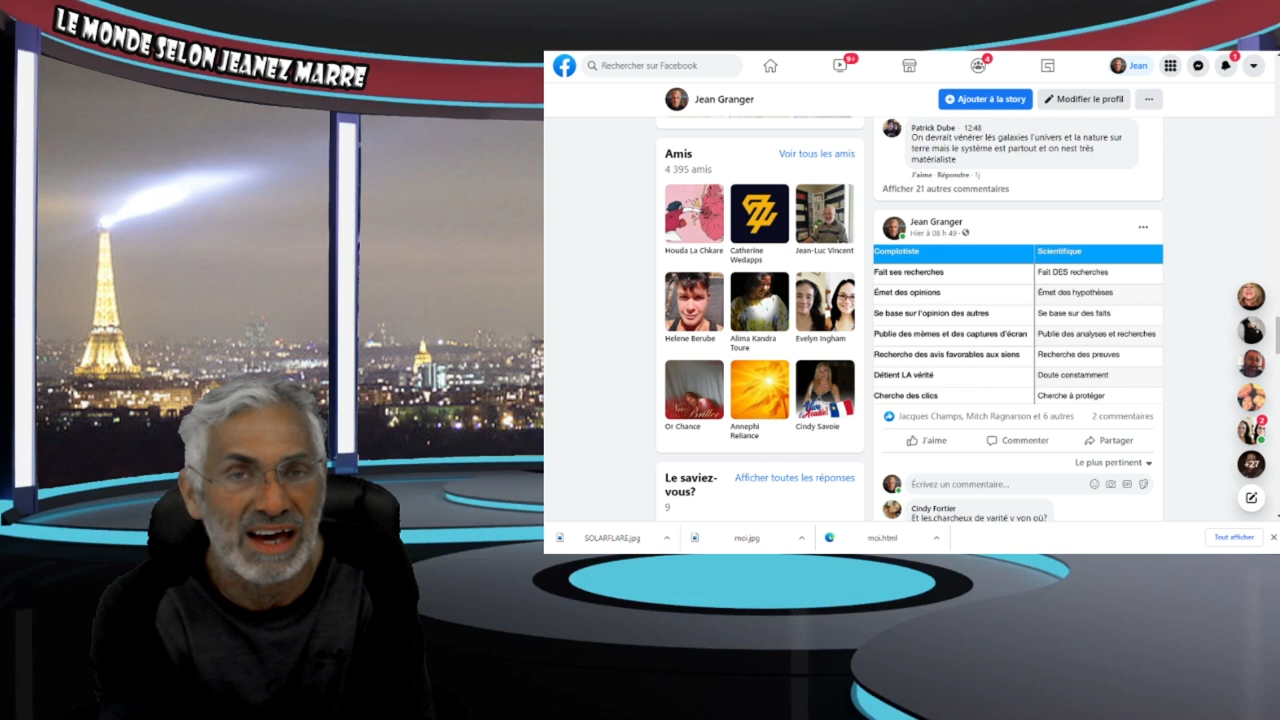 LE MONDE SELON JEANEZ MARRE
Rechercher sur Facebook
9+
4
Jean
1
Jean Granger
Ajouter à la story
Modifier le profil
Amis
Voir tous les amis
4 395 amis
Houda La Chkare
Catherine
Wedapps
Jean-Luc Vincent
Helene Berube
Alima Kandra
Toure
Evelyn Ingham
Or Chance
Annephi
Reliance
Cindy Savoie
Le saviez-
vous?
Afficher toutes les réponses
9
Patrick Dube · 12:48
On devrait vénérer lés galaxies l'univers et la nature sur
terre mais le système est partout et on nest très
matérialiste
J'aime · Répondre · 1j
Afficher 21 autres commentaires
Jean Granger
Hier à 08 h 49
Complotiste Scientifique
Fait ses recherches Fait DES recherches
Émet des opinions Émet des hypothèses
Se base sur l'opinion des autres Se base sur des faits
Publie des mèmes et des captures d'écran Publie des analyses et recherches
Recherche des avis favorables aux siens Recherche des preuves
Détient LA vérité Doute constamment
Cherche des clics Cherche à protéger
Jacques Champs, Mitch Ragnarson et 6 autres 2 commentaires
J'aime Commenter Partager
Le plus pertinent
Écrivez un commentaire...
Cindy Fortier
Et les.charcheux de varité y von où?
2
+27
SOLARFLARE.jpg
moi.jpg
moi.html
Tout afficher